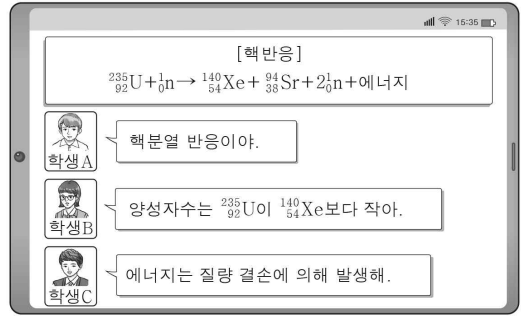 15:35
[핵반응]
²³⁵₉₂U+¹₀n→ ¹⁴⁰₅₄Xe+ ⁹⁴₃₈Sr+2¹₀n+에너지
핵분열 반응이야.
학생A
양성자수는 ²³⁵₉₂U이 ¹⁴⁰₅₄Xe보다 작아.
학생B
에너지는 질량 결손에 의해 발생해.
학생C